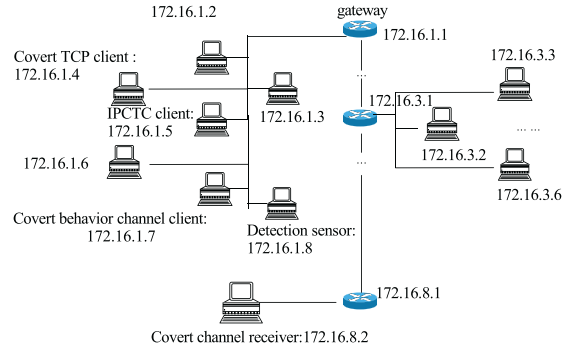 172.16.1.2
gateway
172.16.1.1
172.16.3.3
Covert TCP client :
172.16.1.4
...
172.16.3.1
IPCTC client:
172.16.1.5
172.16.1.3
... ...
172.16.3.2
172.16.1.6
...
172.16.3.6
Covert behavior channel client:
172.16.1.7
Detection sensor:
172.16.1.8
172.16.8.1
Covert channel receiver:172.16.8.2